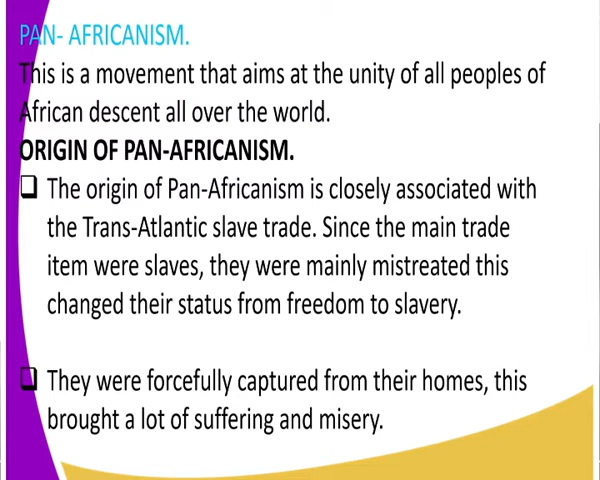 PAN- AFRICANISM.
This is a movement that aims at the unity of all peoples of
African descent all over the world.
ORIGIN OF PAN-AFRICANISM.
The origin of Pan-Africanism is closely associated with
the Trans-Atlantic slave trade. Since the main trade
item were slaves, they were mainly mistreated this
changed their status from freedom to slavery.
They were forcefully captured from their homes, this
brought a lot of suffering and misery.